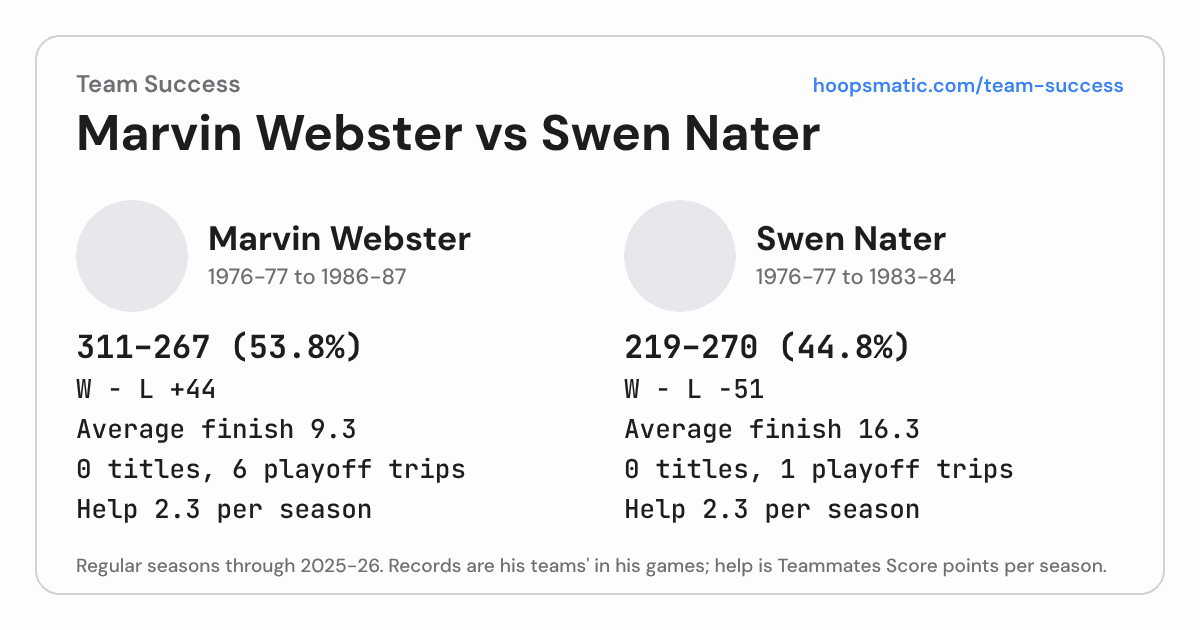 Team Success
hoopsmatic.com/team-success
Marvin Webster vs Swen Nater
Marvin Webster
1976-77 to 1986-87
311-267 (53.8%)
W - L +44
Average finish 9.3
0 titles, 6 playoff trips
Help 2.3 per season
Swen Nater
1976-77 to 1983-84
219-270 (44.8%)
W - L -51
Average finish 16.3
0 titles, 1 playoff trips
Help 2.3 per season
Regular seasons through 2025-26. Records are his teams' in his games; help is Teammates Score points per season.